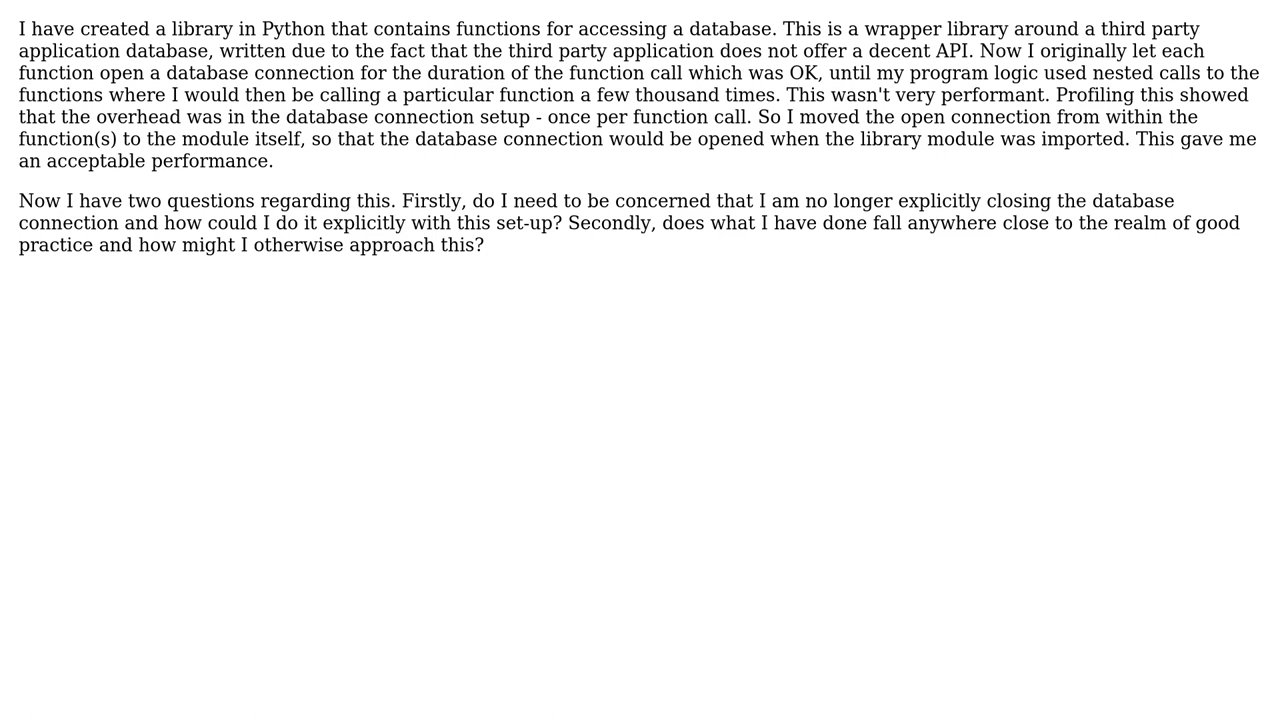 I have created a library in Python that contains functions for accessing a database. This is a wrapper library around a third party
application database, written due to the fact that the third party application does not offer a decent API. Now I originally let each
function open a database connection for the duration of the function call which was OK, until my program logic used nested calls to the
functions where I would then be calling a particular function a few thousand times. This wasn't very performant. Profiling this showed
that the overhead was in the database connection setup - once per function call. So I moved the open connection from within the
function(s) to the module itself, so that the database connection would be opened when the library module was imported. This gave me
an acceptable performance.
Now I have two questions regarding this. Firstly, do I need to be concerned that I am no longer explicitly closing the database
connection and how could I do it explicitly with this set-up? Secondly, does what I have done fall anywhere close to the realm of good
practice and how might I otherwise approach this?